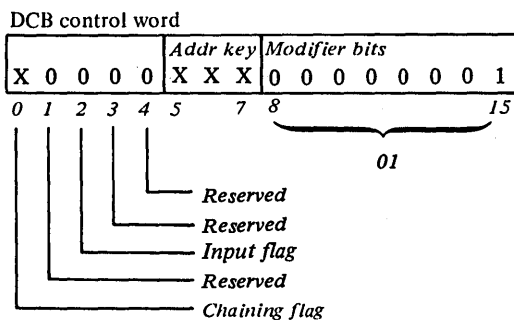 DCB control word
Addr key Modifier bits
X 0 0 0 0 X X X 0 0 0 0 0 0 0 1
0 1 2 3 4 5 7 8 15
01
Reserved
Reserved
Input flag
Reserved
Chaining flag